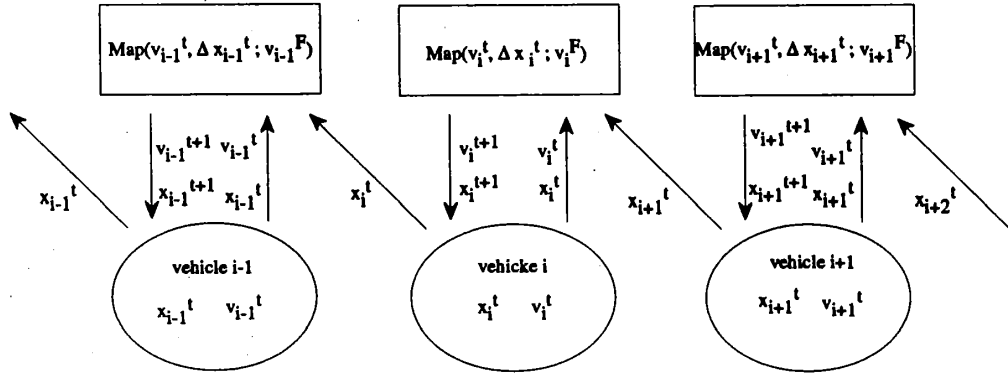 Map(v_{i-1}^t, Δ x_{i-1}^t ; v_{i-1}^F)
Map(v_i^t, Δ x_i^t ; v_i^F)
Map(v_{i+1}^t, Δ x_{i+1}^t ; v_{i+1}^F)
v_{i-1}^{t+1} v_{i-1}^t
x_{i-1}^t x_{i-1}^{t+1} x_{i-1}^t
v_i^{t+1} v_i^t
x_i^t x_i^{t+1} x_i^t
v_{i+1}^{t+1} v_{i+1}^t
x_{i+1}^t x_{i+1}^{t+1} x_{i+1}^t
x_{i+2}^t
vehicle i-1
x_{i-1}^t v_{i-1}^t
vehicke i
x_i^t v_i^t
vehicle i+1
x_{i+1}^t v_{i+1}^t